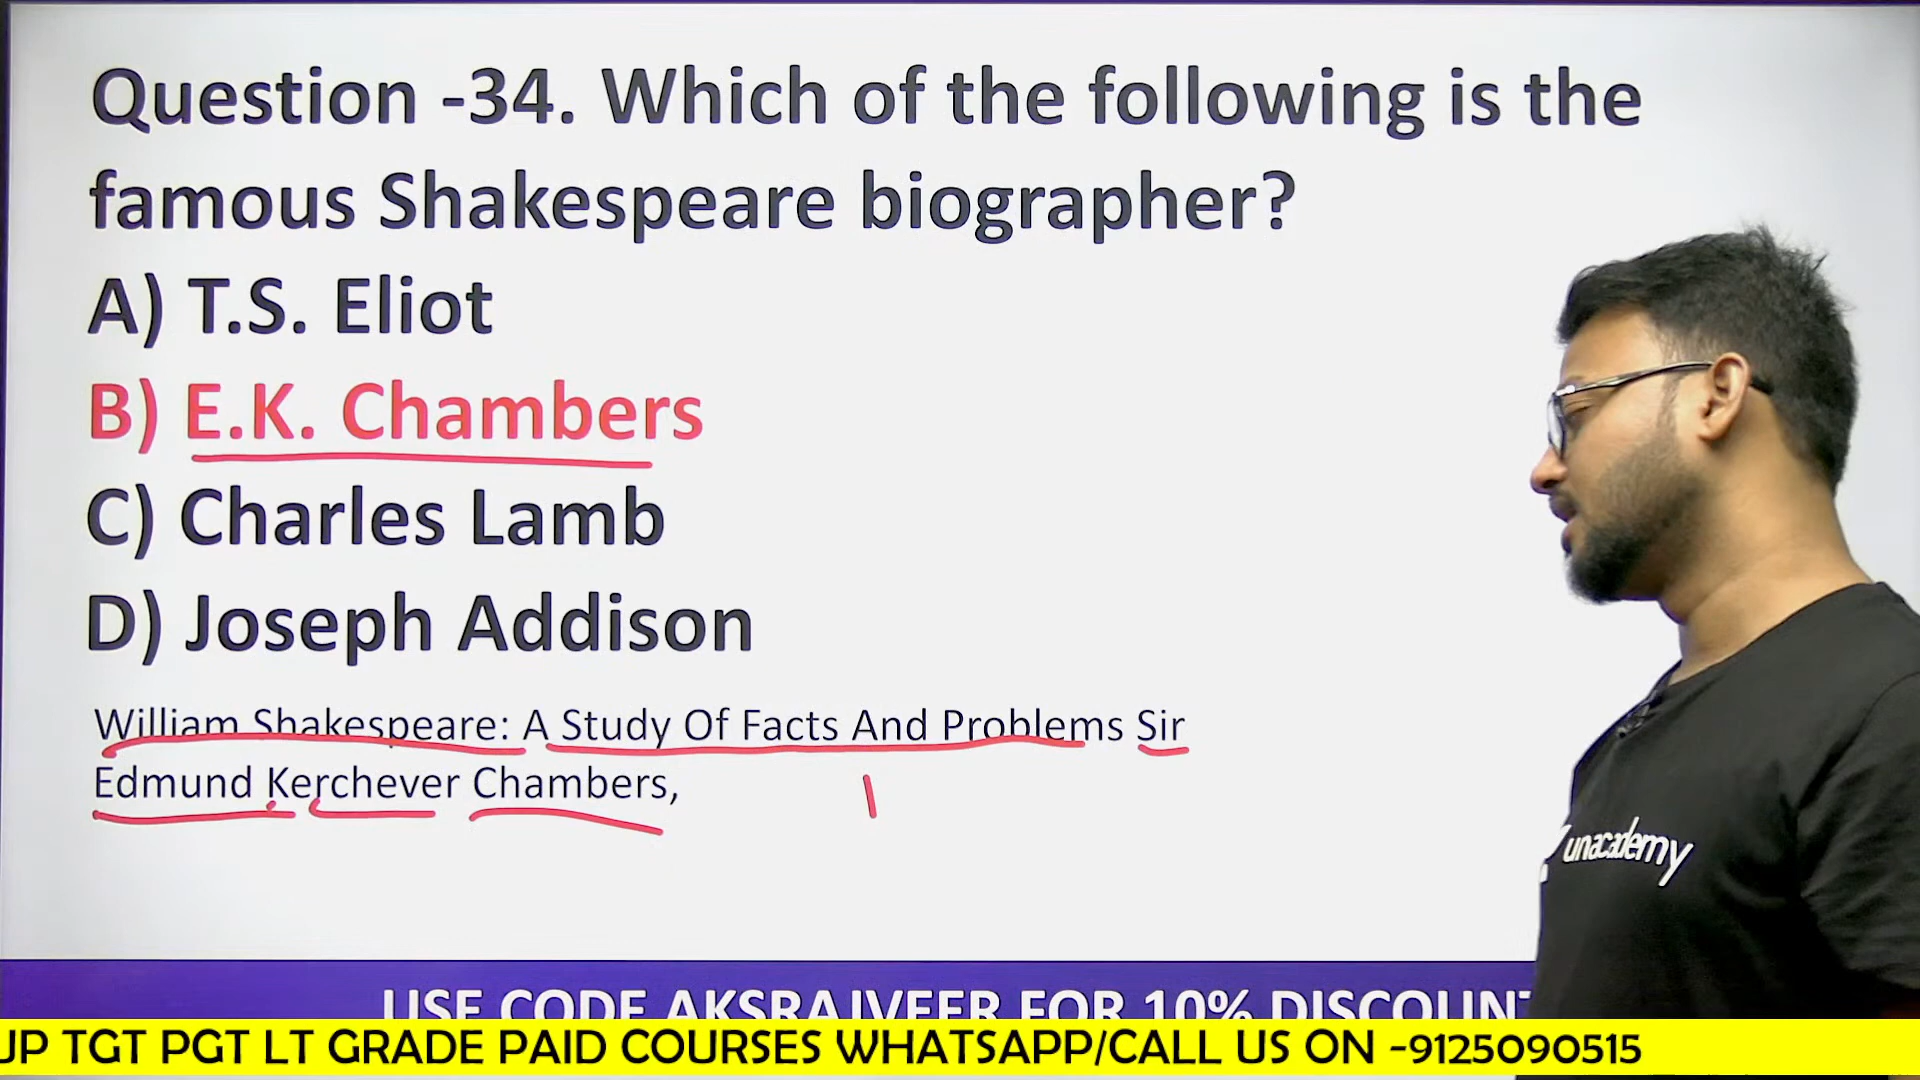 Question -34. Which of the following is the
famous Shakespeare biographer?
A) T.S. Eliot
B) E.K. Chambers
C) Charles Lamb
D) Joseph Addison
William Shakespeare: A Study Of Facts And Problems Sir
Edmund Kerchever Chambers,
unacademy
USE CODE AKSRAJVEER FOR 10% DISCOUNT
UP TGT PGT LT GRADE PAID COURSES WHATSAPP/CALL US ON -9125090515